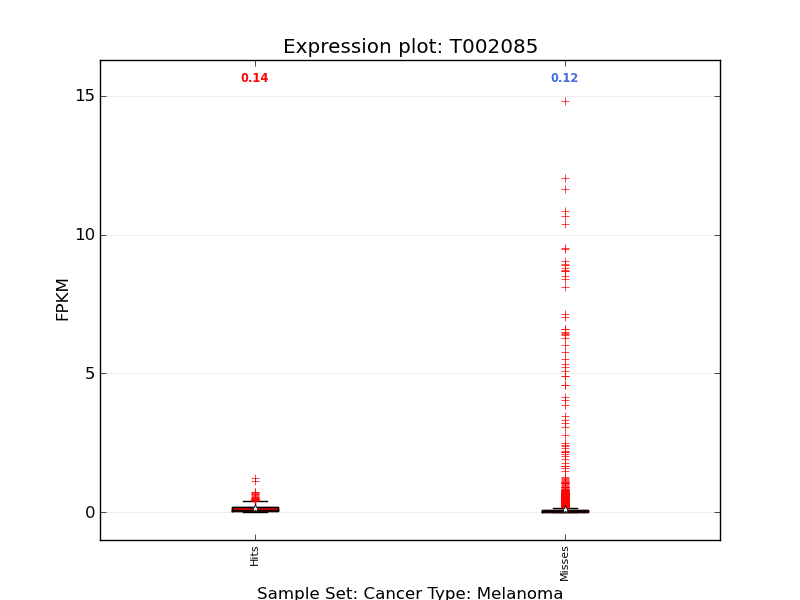 Expression plot: T002085
0.14
0.12
15
10
5
0
FPKM
Hits
Misses
Sample Set: Cancer Type: Melanoma